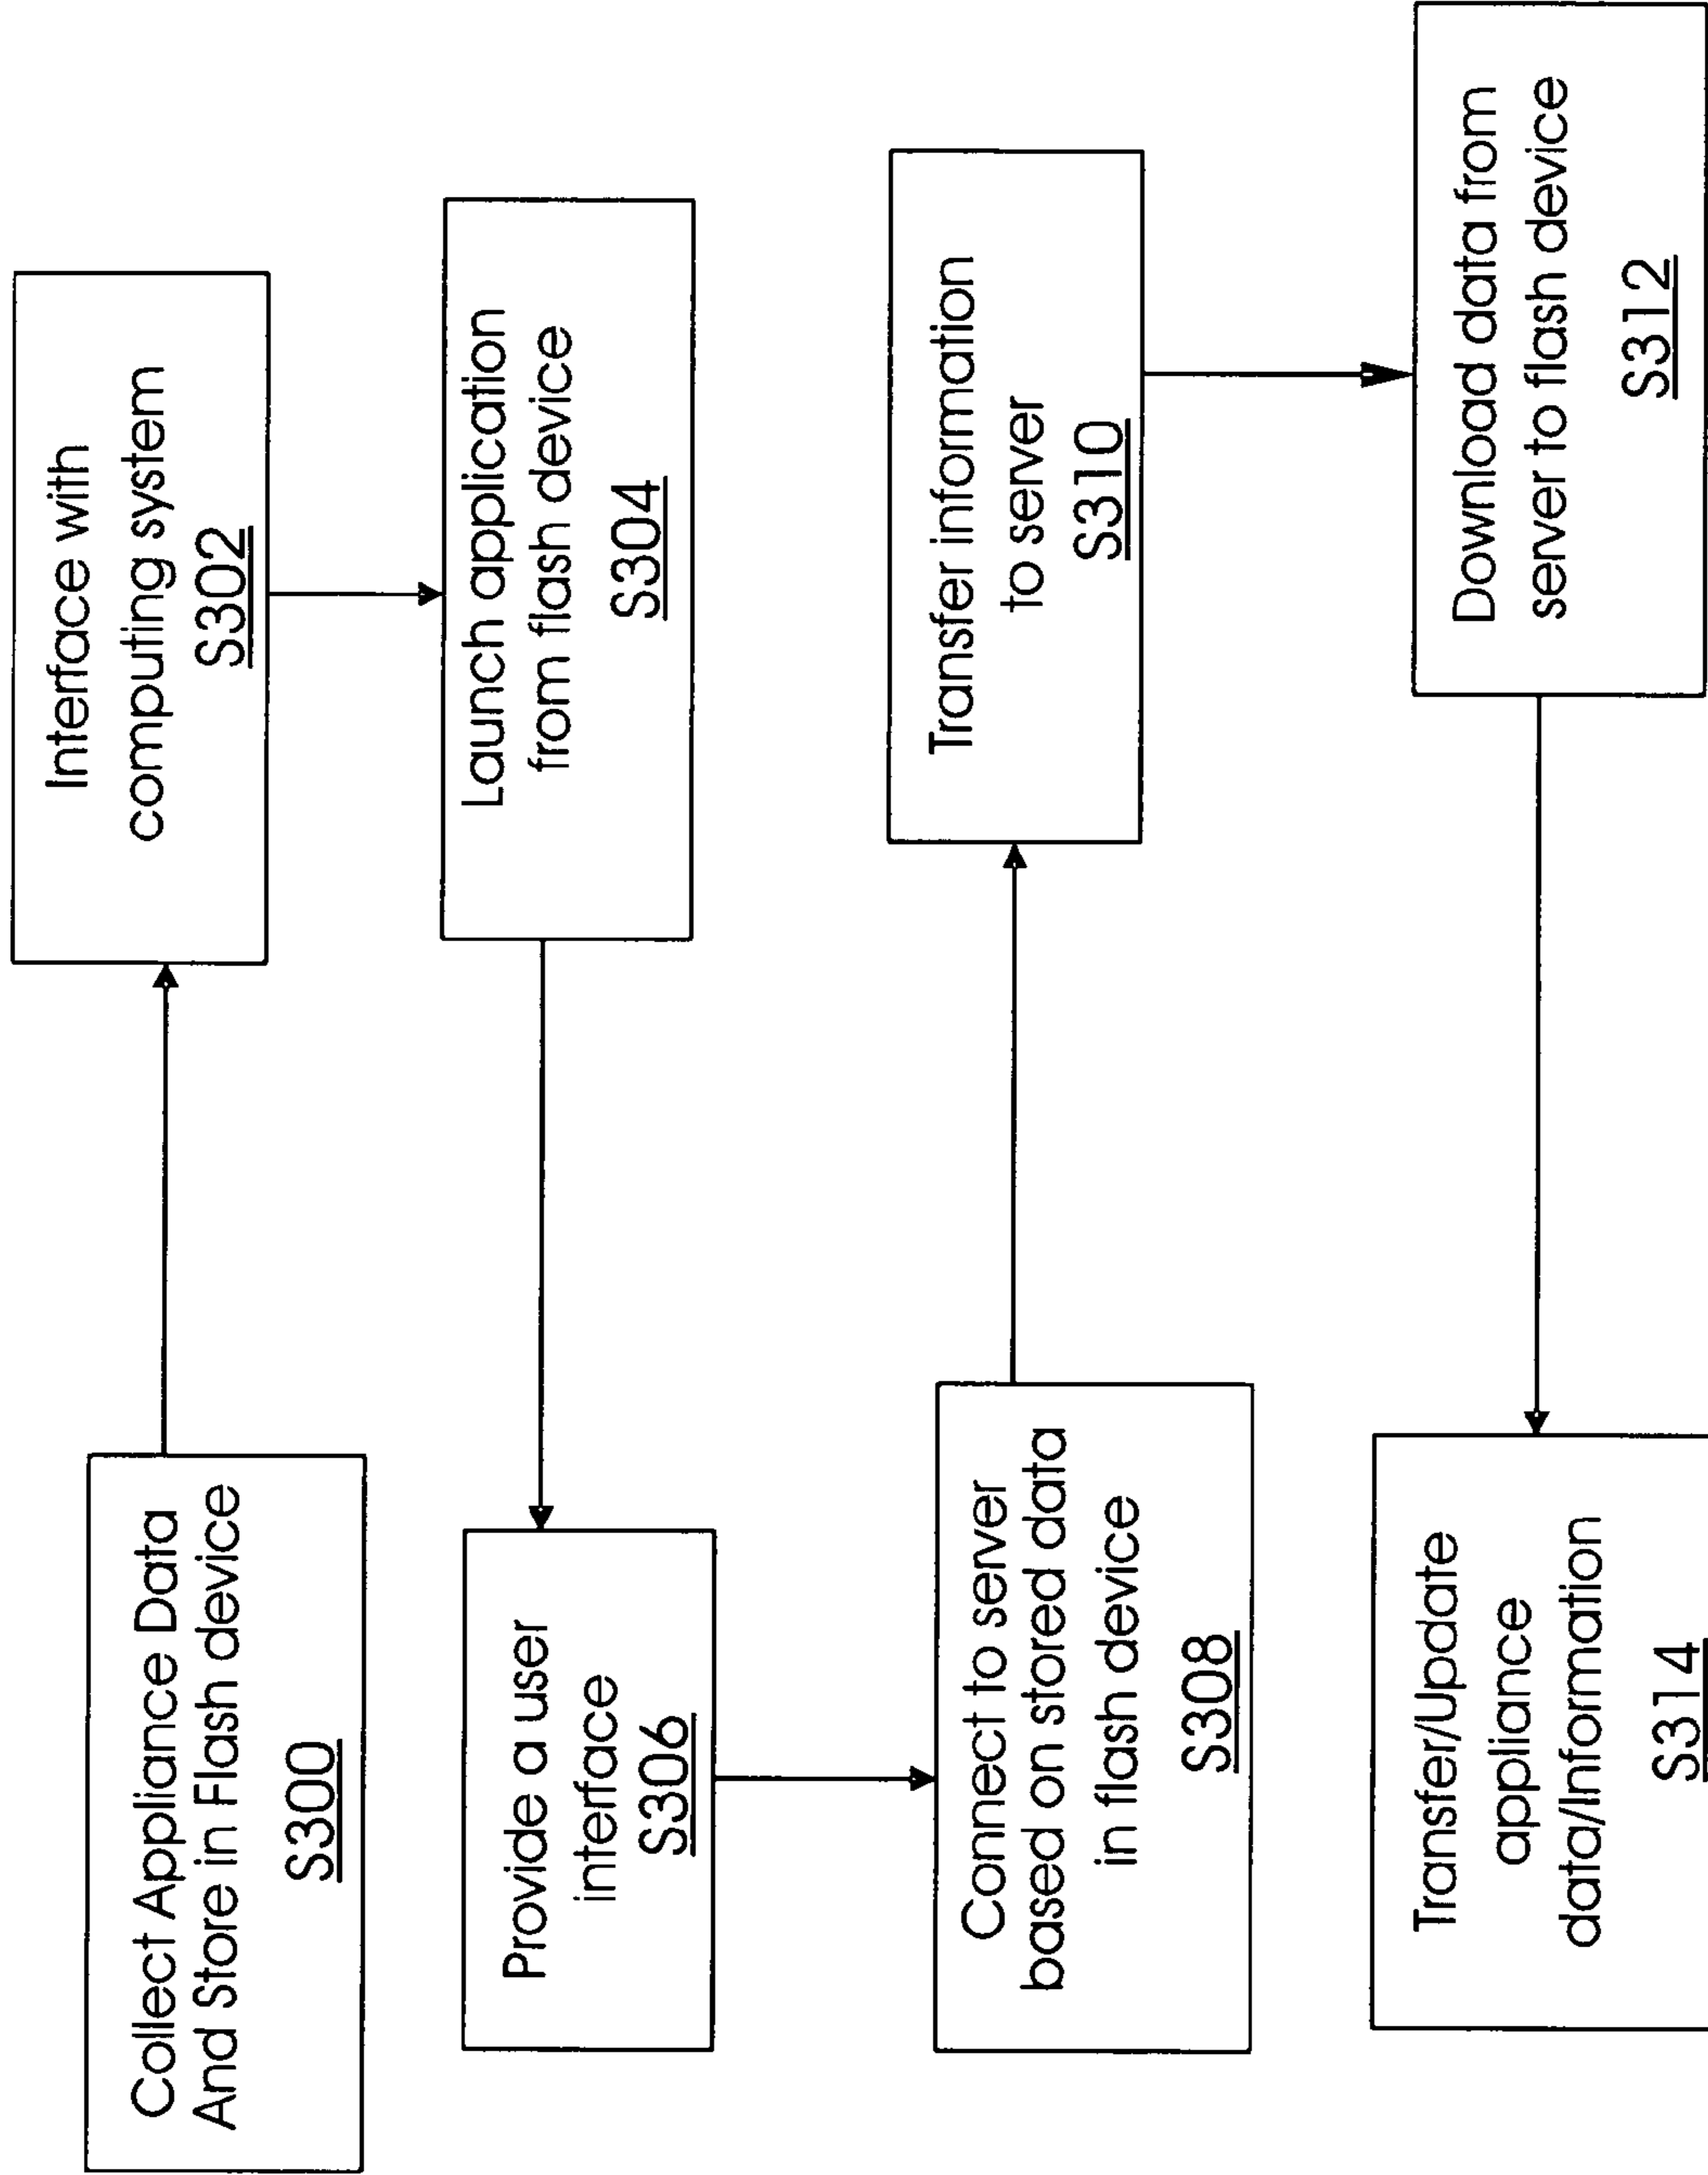 Collect Appliance Data
And Store in Flash device
S300
Interface with
computing system
S302
Launch application
from flash device
S304
Provide a user
interface
S306
Connect to server
based on stored data
in flash device
S308
Transfer information
to server
S310
Download data from
server to flash device
S312
Transfer/Update
appliance
data/Information
S314